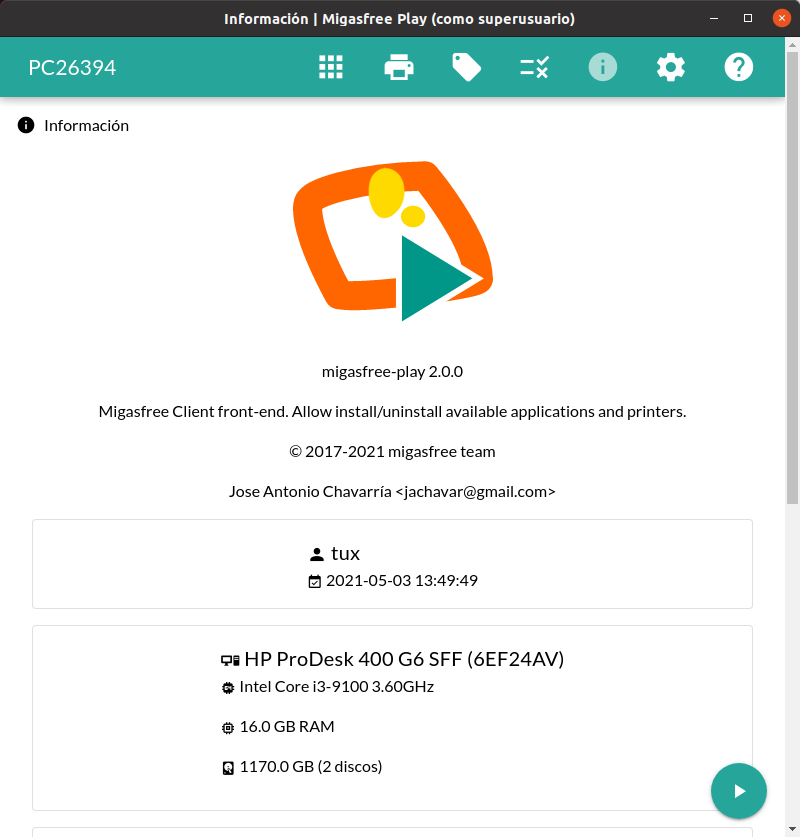 Información | Migasfree Play (como superusuario)
PC26394
Información
migasfree-play 2.0.0
Migasfree Client front-end. Allow install/uninstall available applications and printers.
© 2017-2021 migasfree team
Jose Antonio Chavarría <jachavar@gmail.com>
tux
2021-05-03 13:49:49
HP ProDesk 400 G6 SFF (6EF24AV)
Intel Core i3-9100 3.60GHz
16.0 GB RAM
1170.0 GB (2 discos)